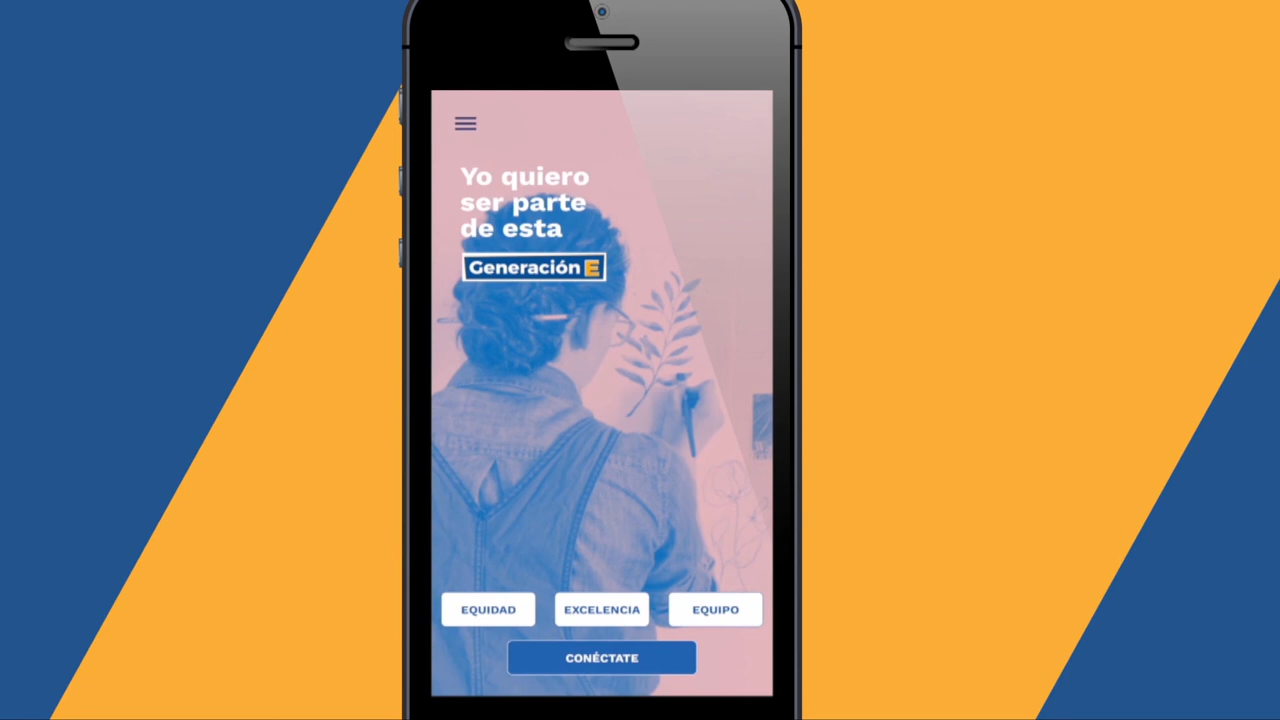 Yo quiero
ser parte
de esta
Generación E
EQUIDAD
EXCELENCIA
EQUIPO
CONÉCTATE